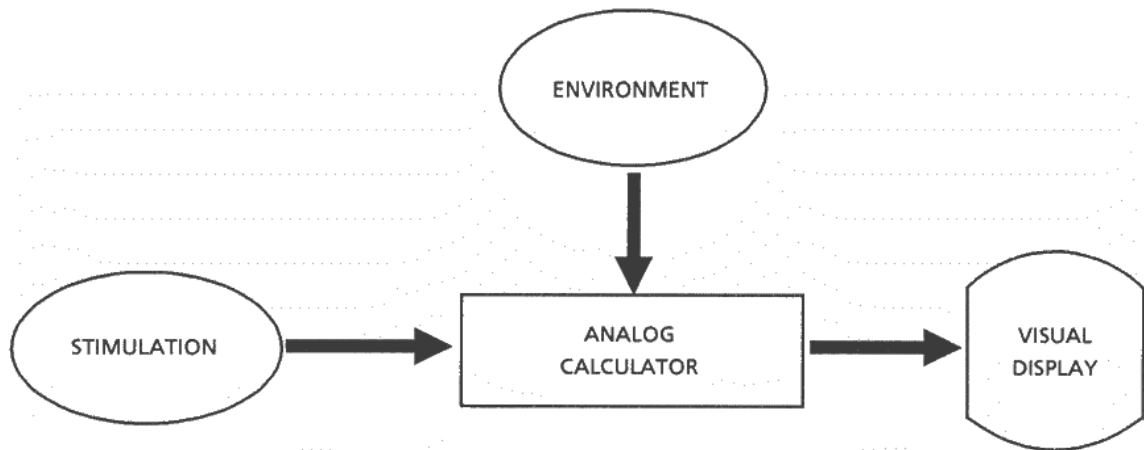 ENVIRONMENT
STIMULATION
ANALOG
CALCULATOR
VISUAL
DISPLAY